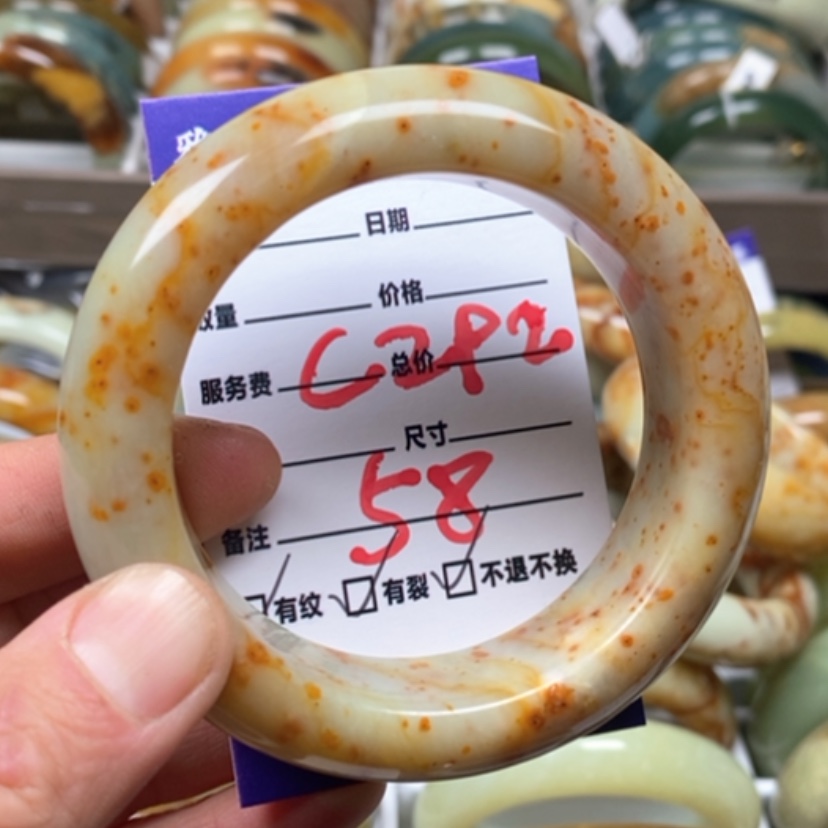 日期
数量 价格
服务费 总价
C292
尺寸
58
备注
有纹 有裂 不退不换